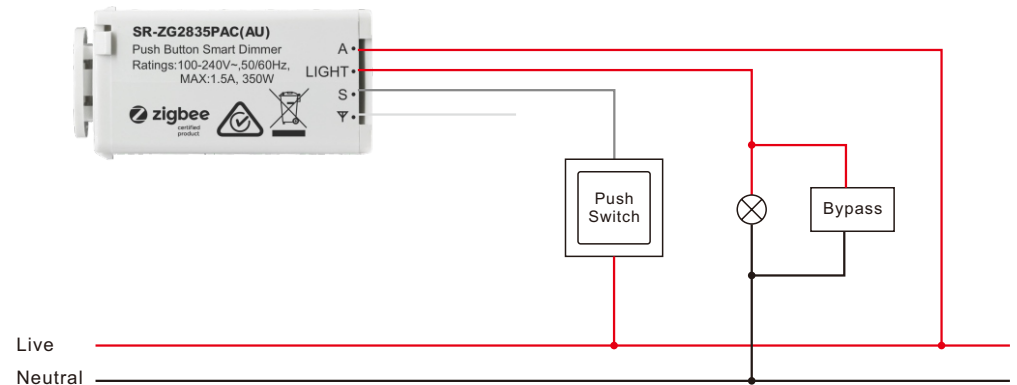 SR-ZG2835PAC(AU)
Push Button Smart Dimmer
Ratings:100-240V~,50/60Hz,
MAX:1.5A, 350W
zigbee
certified
product
A
LIGHT
S
Push
Switch
Bypass
Live
Neutral